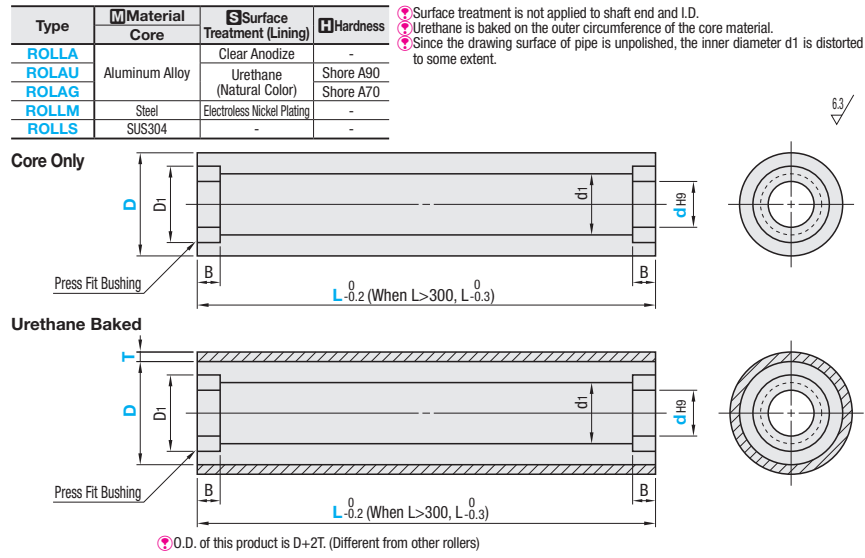 Type
M Material
Core
S Surface
Treatment (Lining)
H Hardness
ROLLA
Aluminum Alloy
Clear Anodize
-
ROLAU
Urethane
(Natural Color)
Shore A90
ROLAG
Shore A70
ROLLM
Steel
Electroless Nickel Plating
-
ROLLS
SUS304
-
-
Surface treatment is not applied to shaft end and I.D.
Urethane is baked on the outer circumference of the core material.
Since the drawing surface of pipe is unpolished, the inner diameter d1 is distorted
to some extent.
6.3
Core Only
D
D1
d1
dH9
Press Fit Bushing
B
B
L 0 -0.2 (When L>300, L 0 -0.3)
Urethane Baked
T
D
D1
d1
dH9
Press Fit Bushing
B
B
L 0 -0.2 (When L>300, L 0 -0.3)
O.D. of this product is D+2T. (Different from other rollers)